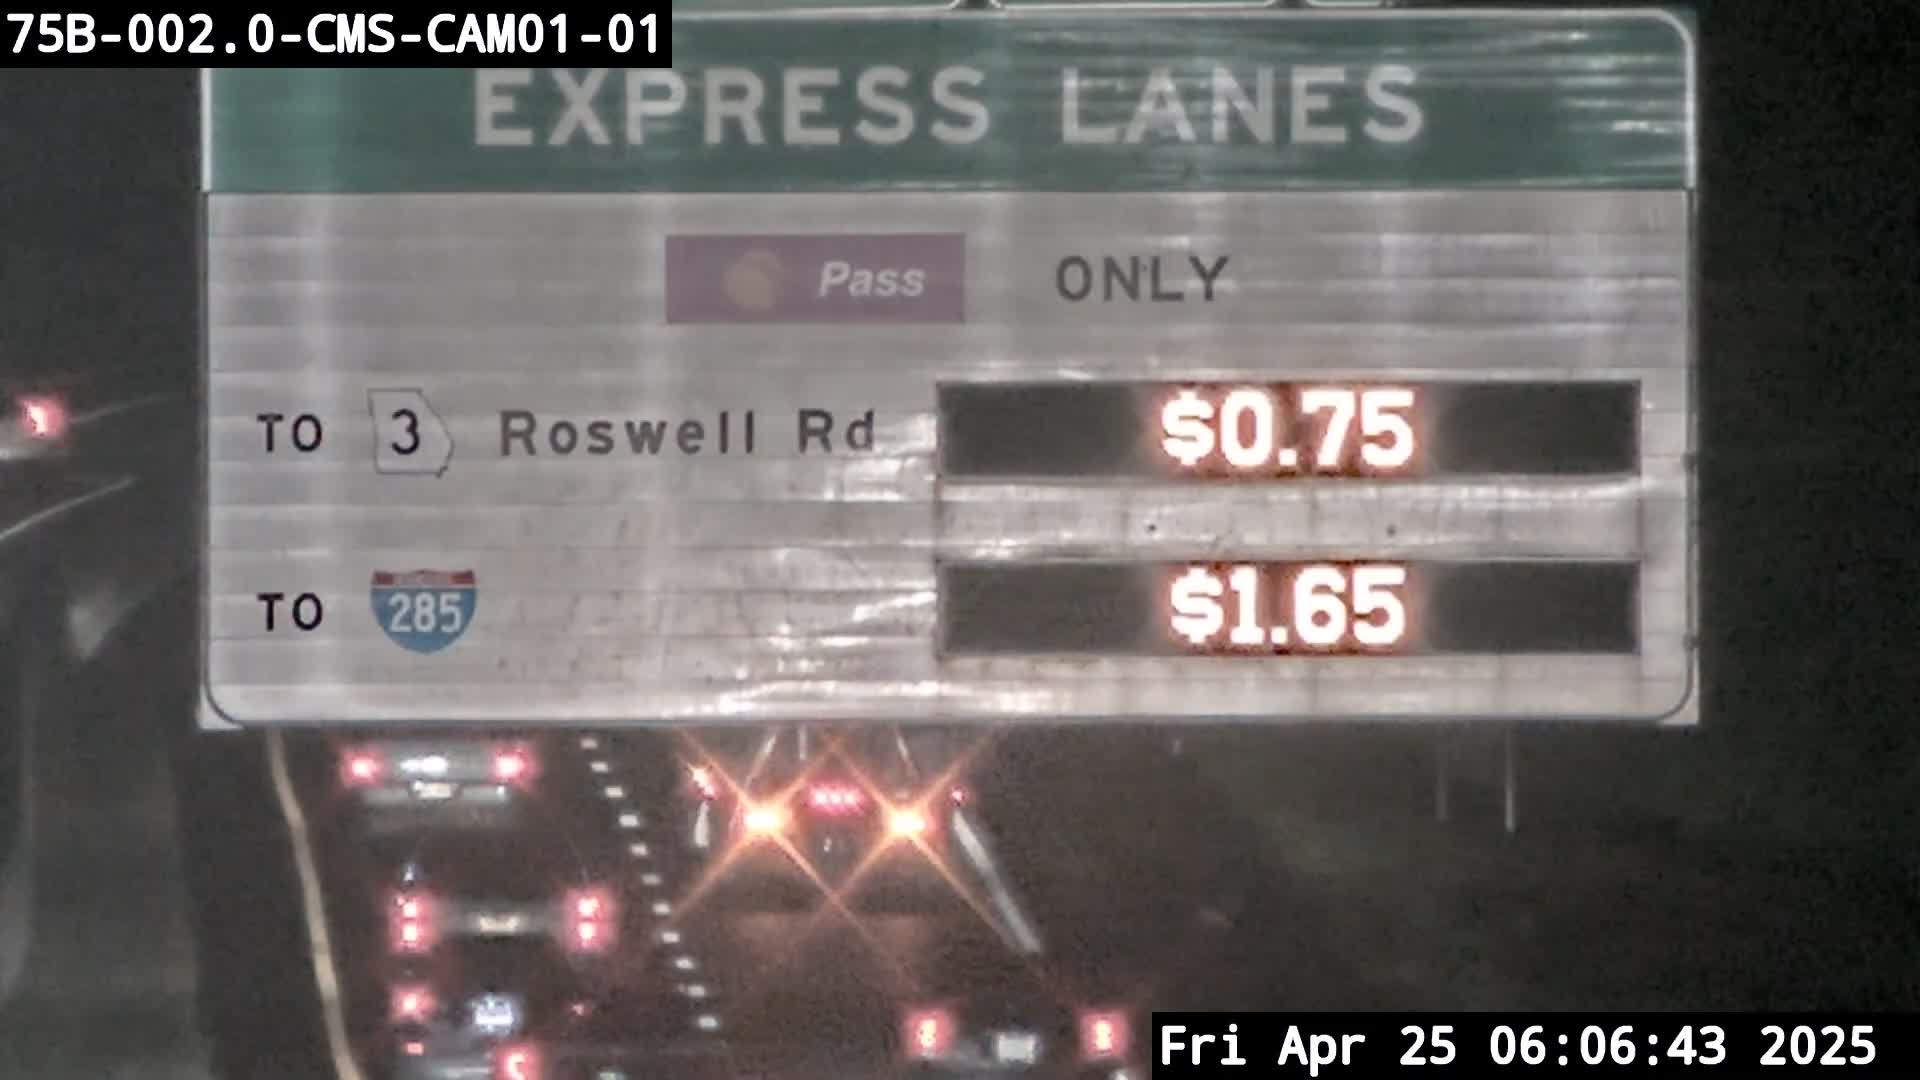 75B-002.0-CMS-CAM01-01
EXPRESS LANES
Pass ONLY
TO 3 Roswell Rd $0.75
TO 285 $1.65
Fri Apr 25 06:06:43 2025